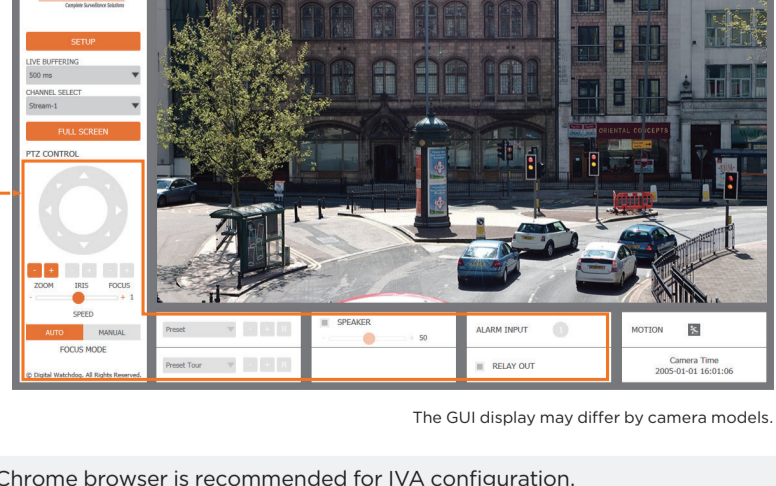 Complete Surveillance Solutions
SETUP
LIVE BUFFERING
500 ms
CHANNEL SELECT
Stream-1
FULL SCREEN
PTZ CONTROL
- +
- +
- +
ZOOM IRIS FOCUS
- + 1
SPEED
AUTO MANUAL
FOCUS MODE
© Digital Watchdog. All Rights Reserved.
ORIENTAL CONCEPTS
Preset - + R
Preset Tour - + R
SPEAKER
- + 50
ALARM INPUT 1
RELAY OUT
MOTION
Camera Time
2005-01-01 16:01:06
The GUI display may differ by camera models.
Chrome browser is recommended for IVA configuration.